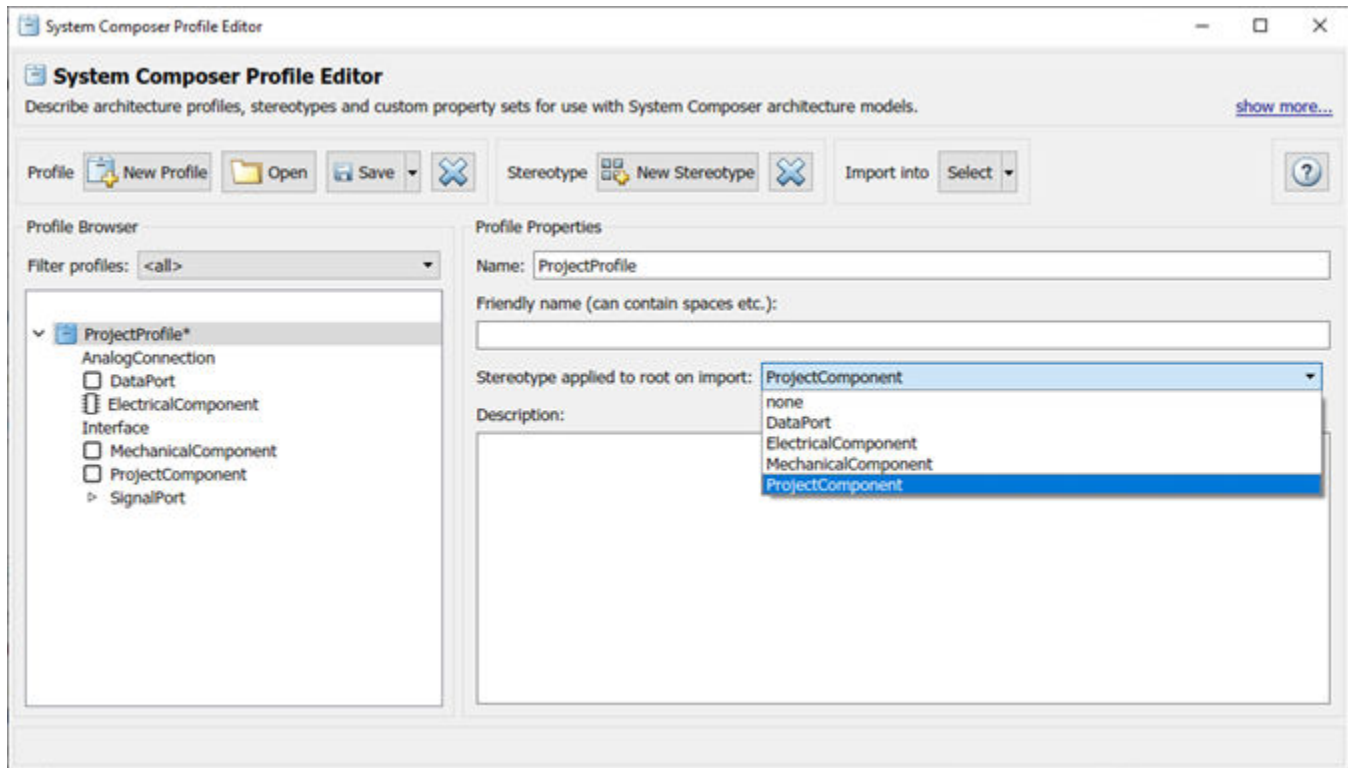 System Composer Profile Editor
System Composer Profile Editor
Describe architecture profiles, stereotypes and custom property sets for use with System Composer architecture models. show more...
Profile New Profile Open Save Stereotype New Stereotype Import into Select ?
Profile Browser
Filter profiles: <all>
ProjectProfile*
AnalogConnection
DataPort
ElectricalComponent
Interface
MechanicalComponent
ProjectComponent
SignalPort
Profile Properties
Name: ProjectProfile
Friendly name (can contain spaces etc.):
Stereotype applied to root on import: ProjectComponent
none
DataPort
ElectricalComponent
MechanicalComponent
ProjectComponent
Description: